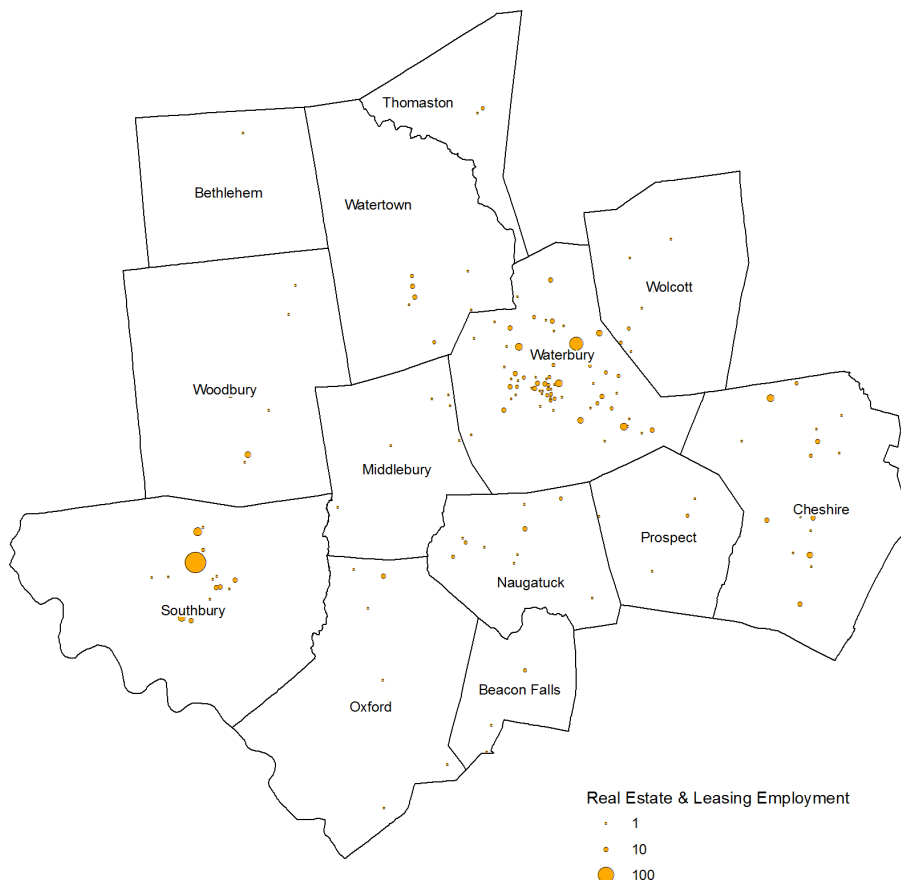 Thomaston
Bethlehem
Watertown
Wolcott
Waterbury
Woodbury
Middlebury
Cheshire
Prospect
Naugatuck
Southbury
Beacon Falls
Oxford
Real Estate & Leasing Employment
1
10
100